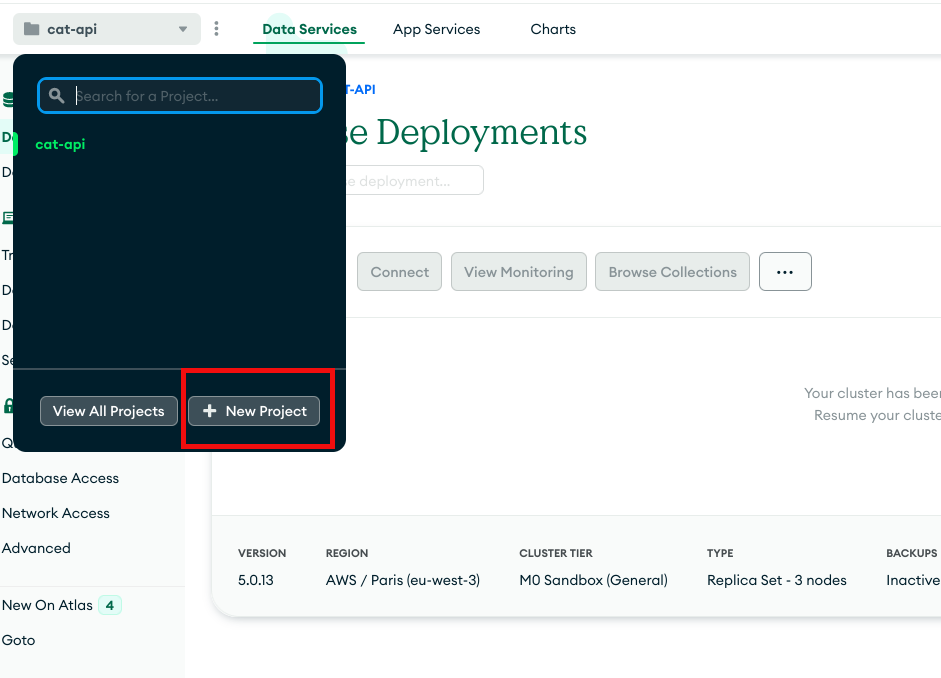 cat-api
Data Services
App Services
Charts
Search for a Project...
T-API
cat-api
se Deployments
se deployment...
Connect
View Monitoring
Browse Collections
...
Your cluster has been
Resume your cluste
View All Projects
+ New Project
Database Access
Network Access
Advanced
New On Atlas 4
Goto
VERSION
REGION
CLUSTER TIER
TYPE
BACKUPS
5.0.13
AWS / Paris (eu-west-3)
M0 Sandbox (General)
Replica Set - 3 nodes
Inactive